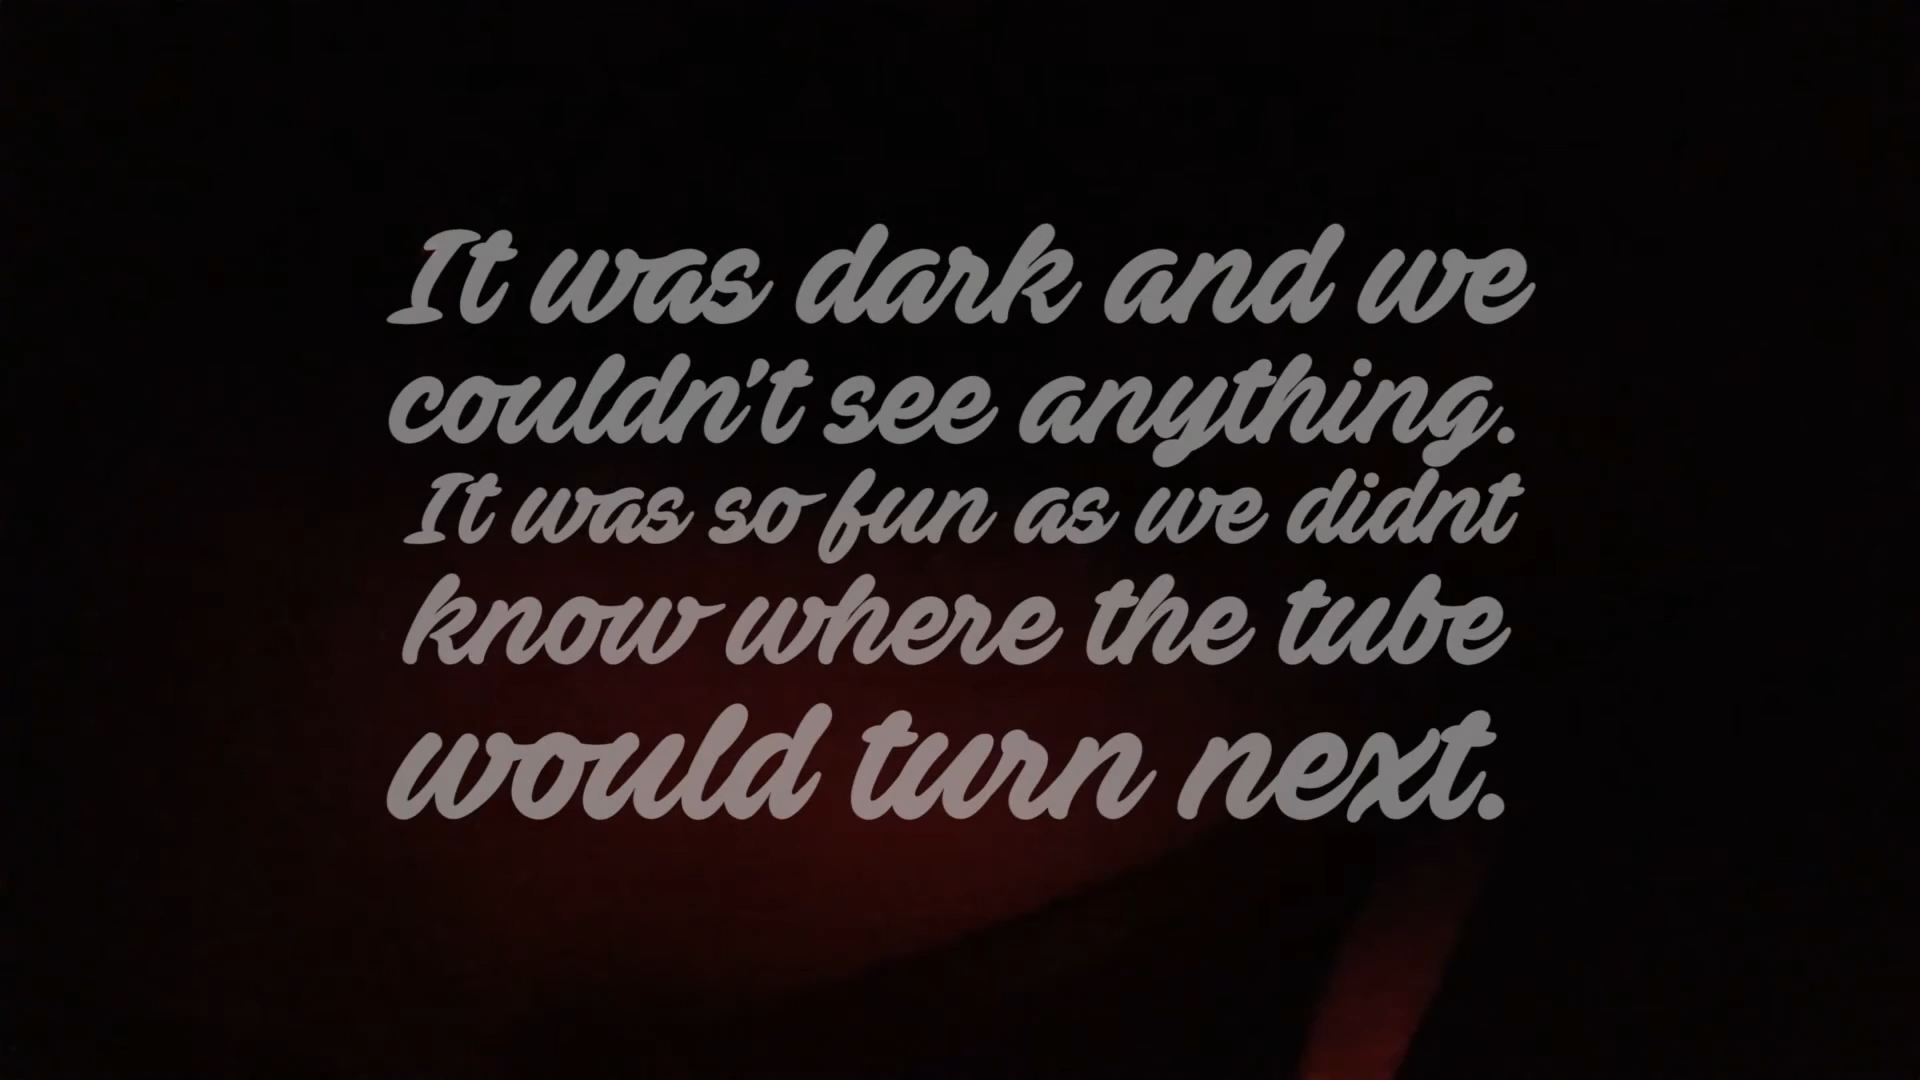 It was dark and we
couldn't see anything.
It was so fun as we didnt
know where the tube
would turn next.